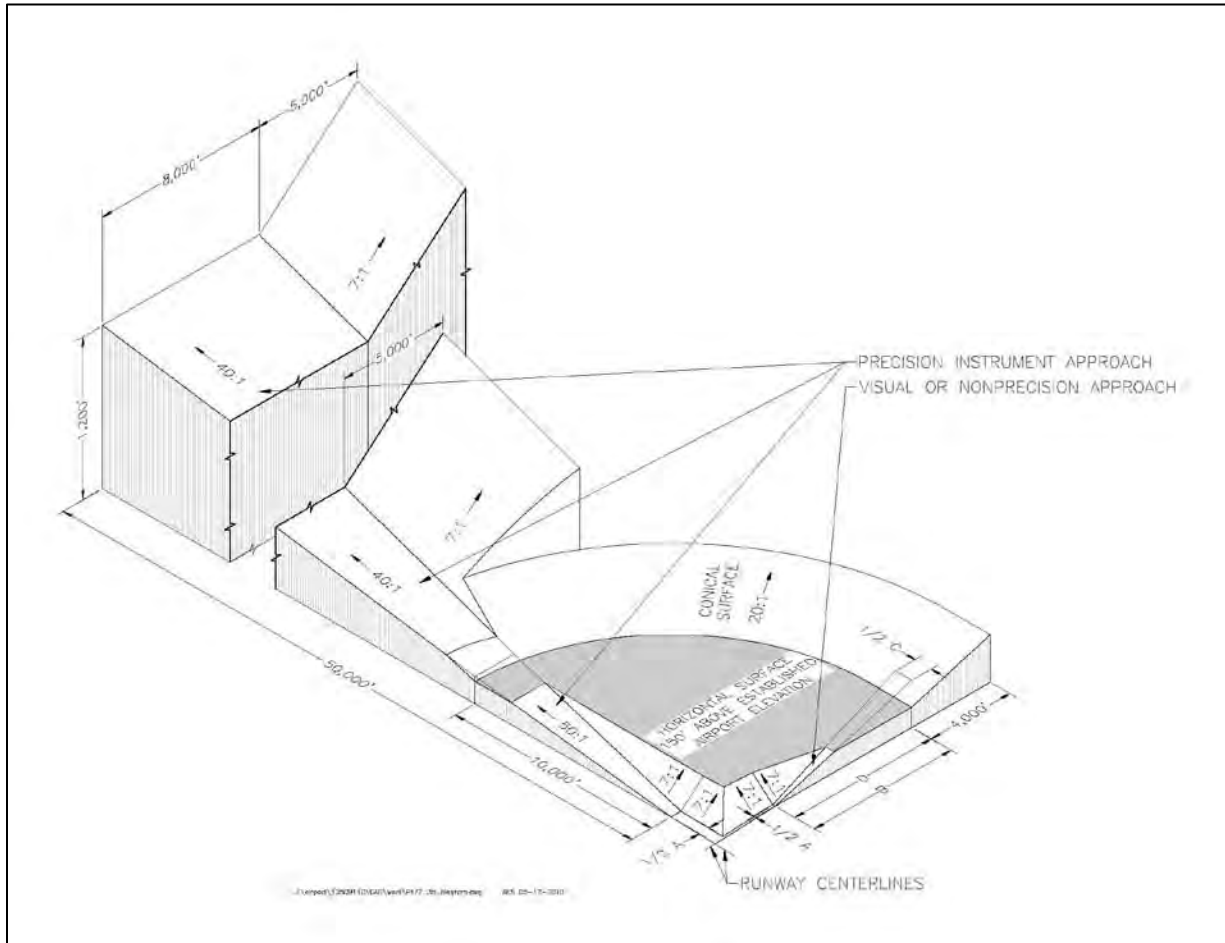 5,000'
8,000'
7:1
5,000'
40:1
1,200'
PRECISION INSTRUMENT APPROACH
VISUAL OR NONPRECISION APPROACH
7:1
40:1
CONICAL
SURFACE
20:1
1/2 C
HORIZONTAL SURFACE
150' ABOVE ESTABLISHED
AIRPORT ELEVATION
50,000'
50:1
4,000'
10,000'
7:1
7:1
7:1
7:1
D
B
1/2 A
1/2 A
RUNWAY CENTERLINES